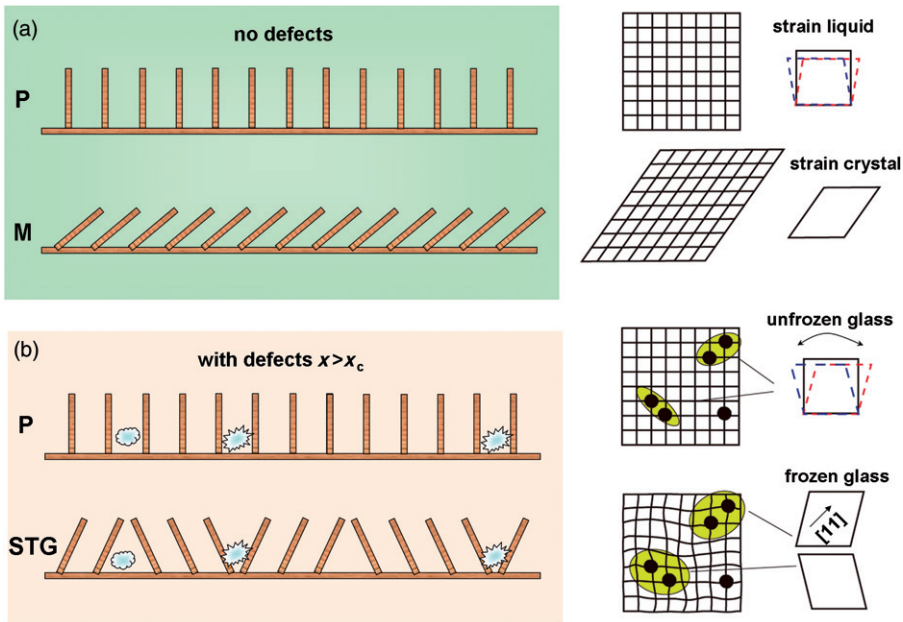 (a)
no defects
P
M
strain liquid
strain crystal
(b)
with defects x>xc
P
STG
unfrozen glass
frozen glass
[11]